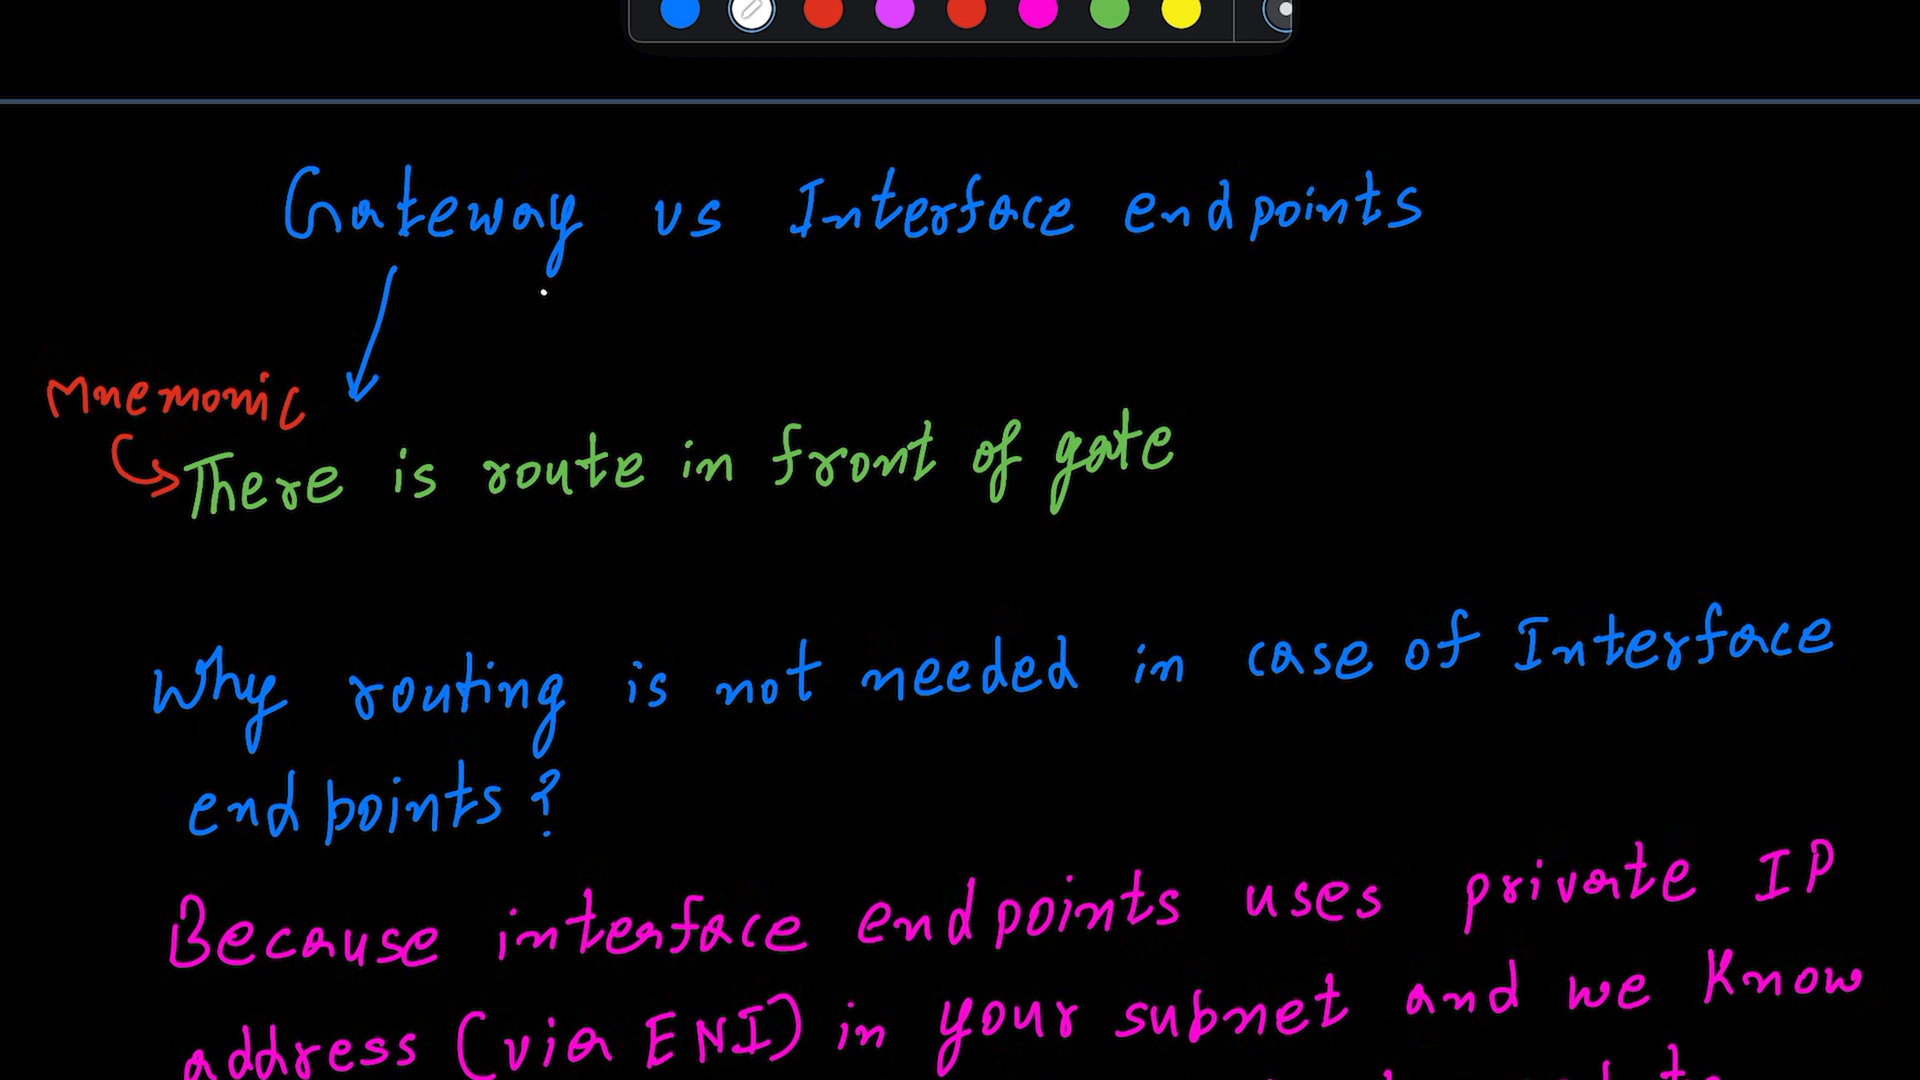 Gateway vs Interface endpoints
Mnemonic
There is route in front of gate
Why routing is not needed in case of Interface
endpoints?
Because interface endpoints uses private IP
address (via ENI) in your subnet and we know